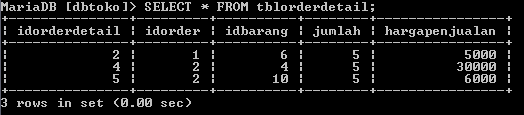 MariaDB [dbtoko]> SELECT * FROM tblorderdetail;
+---------------+---------+----------+--------+----------------+
| idorderdetail | idorder | idbarang | jumlah | hargapenjualan |
+---------------+---------+----------+--------+----------------+
|             2 |       1 |        6 |      5 |           5000 |
|             4 |       2 |        4 |      5 |          30000 |
|             5 |       2 |       10 |      5 |           6000 |
+---------------+---------+----------+--------+----------------+
3 rows in set (0.00 sec)